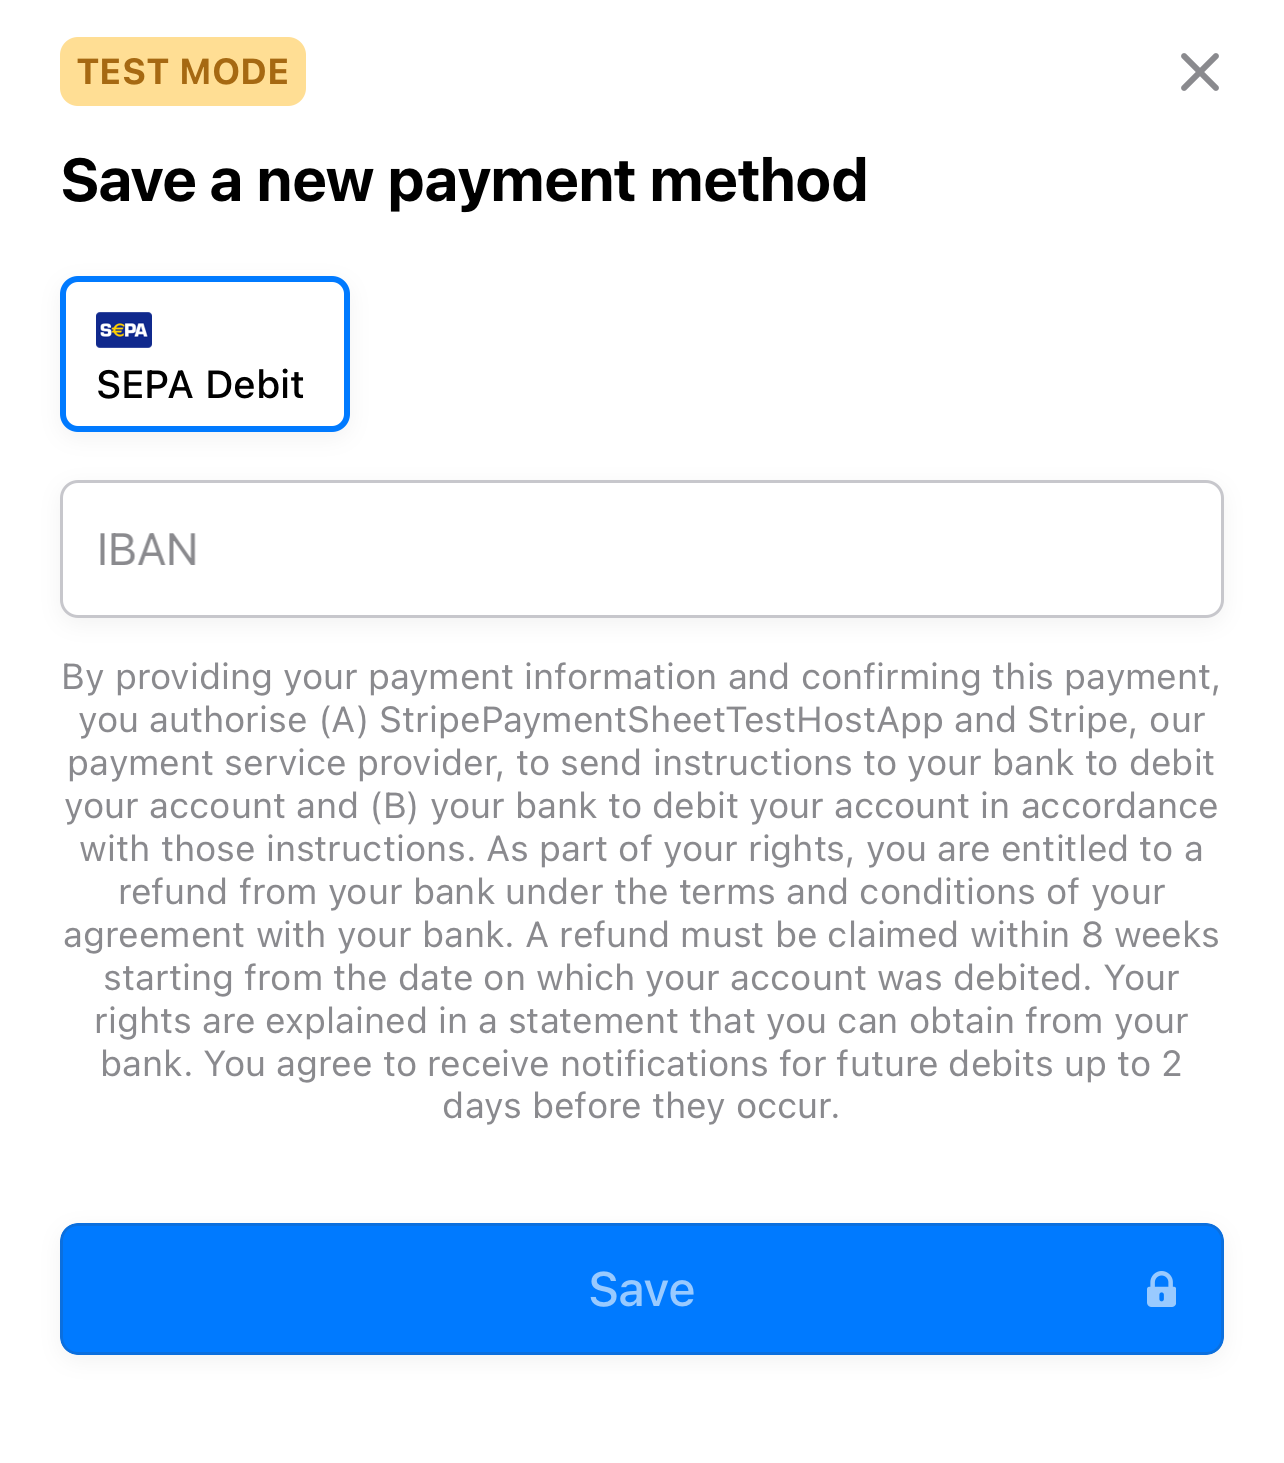 TEST MODE
Save a new payment method
S€PA
SEPA Debit
IBAN
By providing your payment information and confirming this payment,
you authorise (A) StripePaymentSheetTestHostApp and Stripe, our
payment service provider, to send instructions to your bank to debit
your account and (B) your bank to debit your account in accordance
with those instructions. As part of your rights, you are entitled to a
refund from your bank under the terms and conditions of your
agreement with your bank. A refund must be claimed within 8 weeks
starting from the date on which your account was debited. Your
rights are explained in a statement that you can obtain from your
bank. You agree to receive notifications for future debits up to 2
days before they occur.
Save